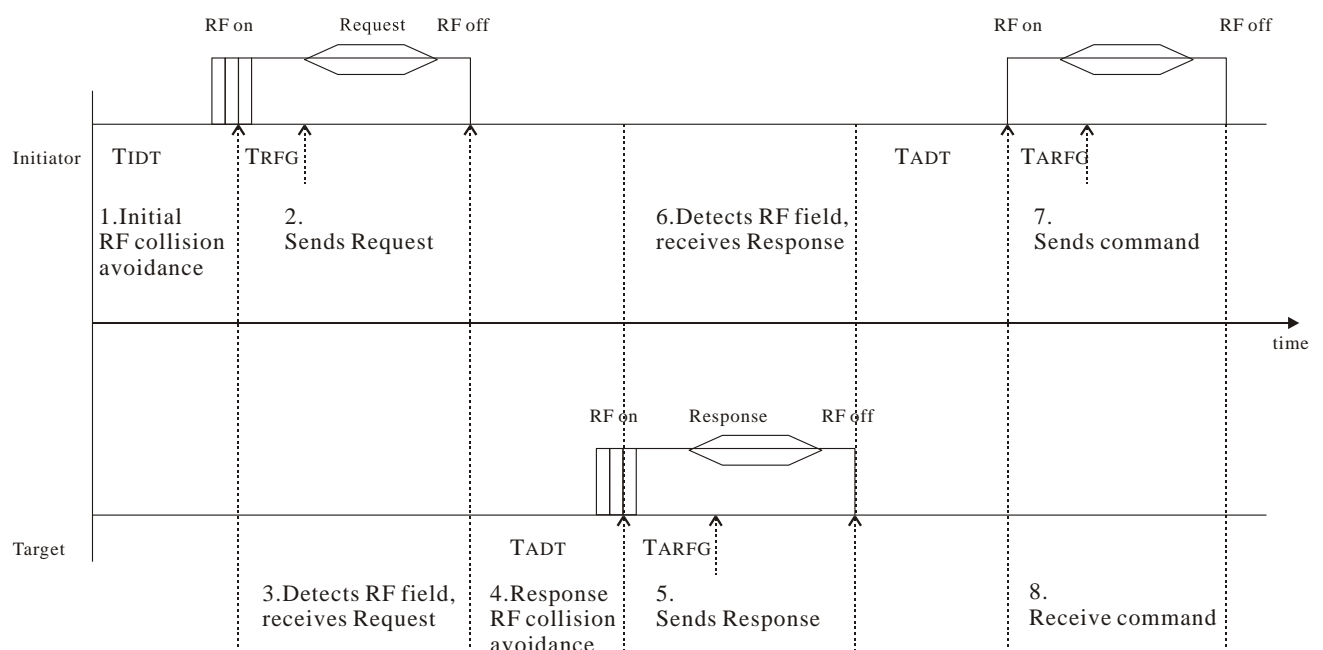 RF on
Request
RF off
RF on
RF off
Initiator
TIDT
TRFG
TADT
TARFG
1.Initial
RF collision
avoidance
2.
Sends Request
6.Detects RF field,
receives Response
7.
Sends command
time
RF on
Response
RF off
Target
TADT
TARFG
3.Detects RF field,
receives Request
4.Response
RF collision
avoidance
5.
Sends Response
8.
Receive command